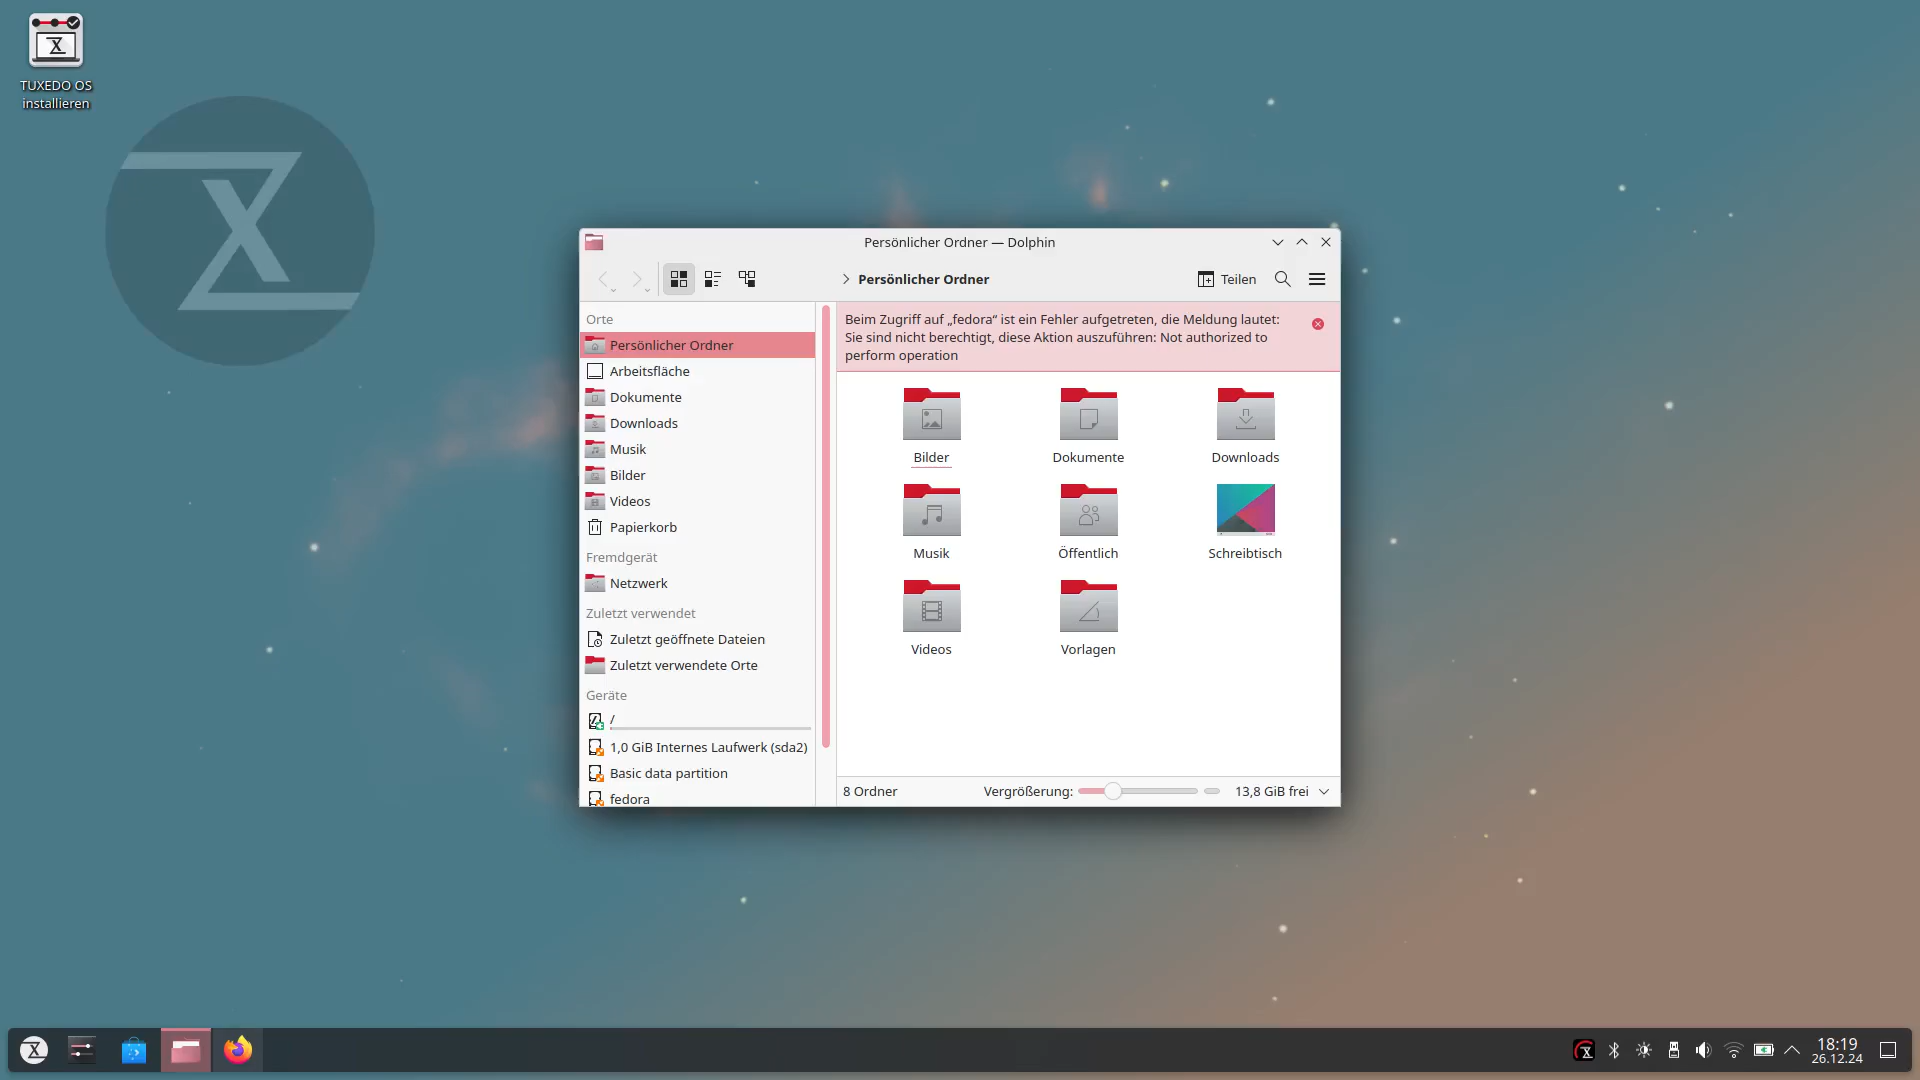 TUXEDO OS
installieren
Persönlicher Ordner — Dolphin
Persönlicher Ordner
Teilen
Orte
Persönlicher Ordner
Arbeitsfläche
Dokumente
Downloads
Musik
Bilder
Videos
Papierkorb
Fremdgerät
Netzwerk
Zuletzt verwendet
Zuletzt geöffnete Dateien
Zuletzt verwendete Orte
Geräte
/
1,0 GiB Internes Laufwerk (sda2)
Basic data partition
fedora
Beim Zugriff auf „fedora“ ist ein Fehler aufgetreten, die Meldung lautet:
Sie sind nicht berechtigt, diese Aktion auszuführen: Not authorized to
perform operation
Bilder
Dokumente
Downloads
Musik
Öffentlich
Schreibtisch
Videos
Vorlagen
8 Ordner
Vergrößerung:
13,8 GiB frei
18:19
26.12.24